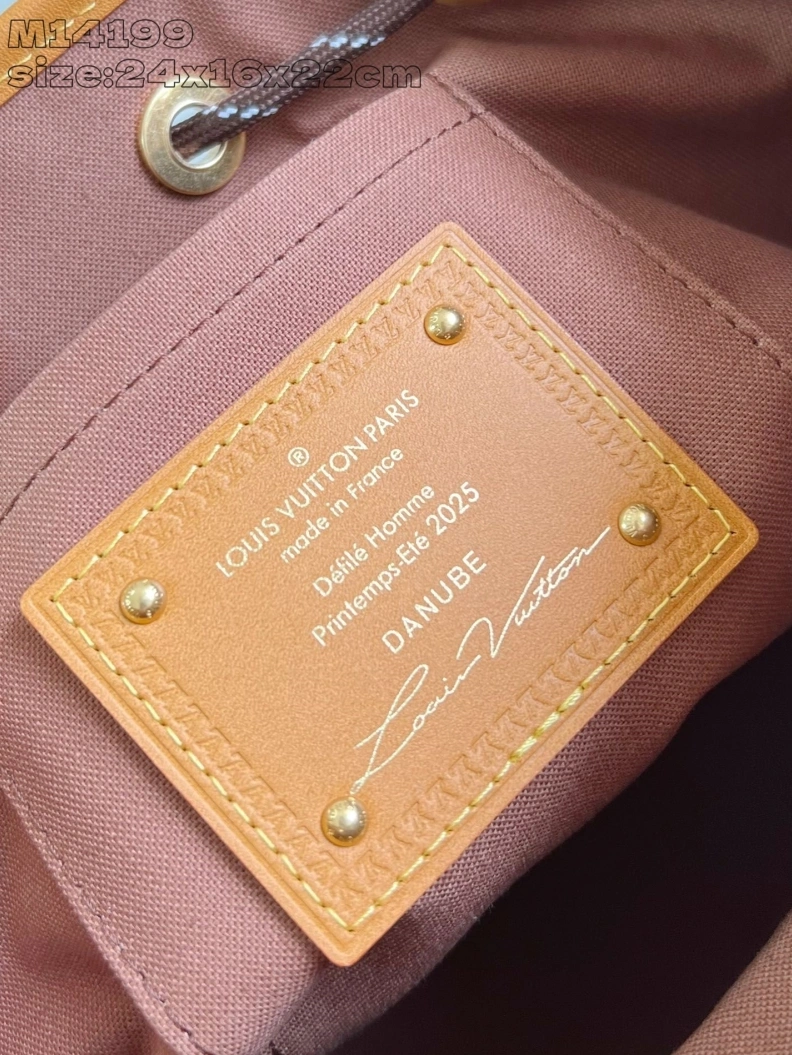 M14199
size:24x16x22cm
®
LOUIS VUITTON PARIS
made in France
Défilé Homme
Printemps-Eté 2025
DANUBE
Louis Vuitton